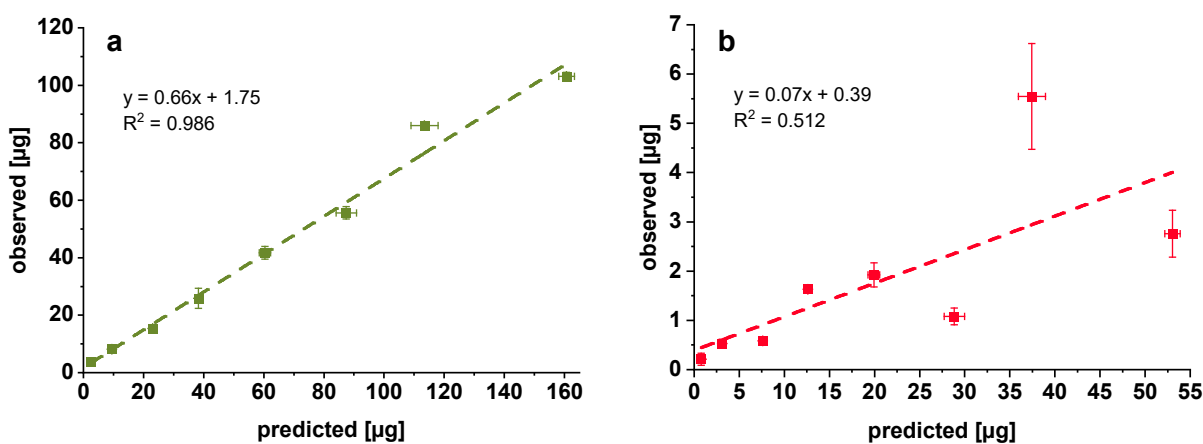 a
y = 0.66x + 1.75
R² = 0.986
observed [µg]
120
100
80
60
40
20
0
0 20 40 60 80 100 120 140 160
predicted [µg]
b
y = 0.07x + 0.39
R² = 0.512
observed [µg]
7
6
5
4
3
2
1
0
0 5 10 15 20 25 30 35 40 45 50 55
predicted [µg]